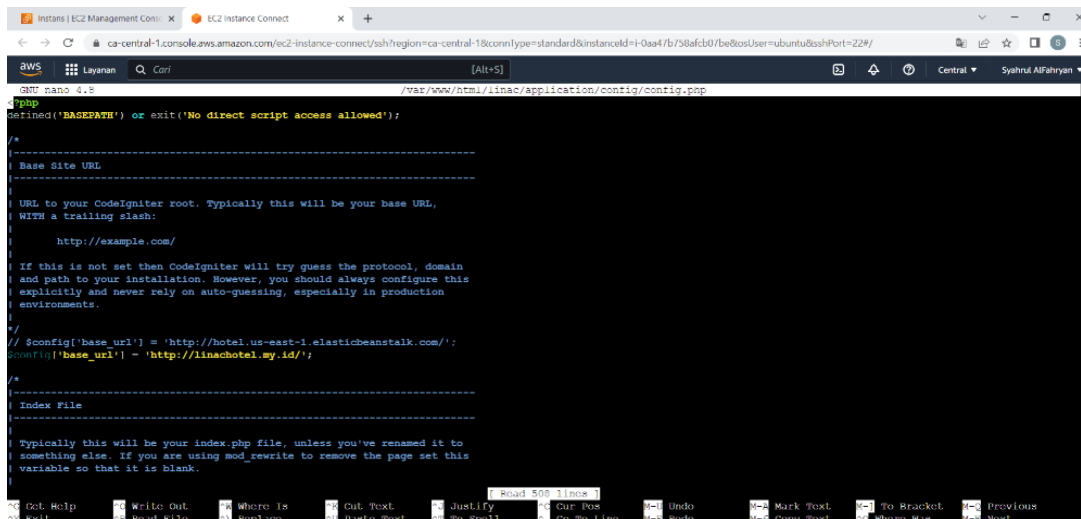 Instans | EC2 Management Consc
EC2 Instance Connect
ca-central-1.console.aws.amazon.com/ec2-instance-connect/ssh?region=ca-central-1&connType=standard&instanceId=i-0aa47b758afcb07be&osUser=ubuntu&sshPort=22#/
aws Layanan Cari [Alt+S] Central Syahrul AlFahryan
GNU nano 4.8 /var/www/html/linac/application/config/config.php
<?php
defined('BASEPATH') or exit('No direct script access allowed');
/*
|--------------------------------------------------------------------------
| Base Site URL
|--------------------------------------------------------------------------
|
| URL to your CodeIgniter root. Typically this will be your base URL,
| WITH a trailing slash:
|
| http://example.com/
|
| If this is not set then CodeIgniter will try guess the protocol, domain
| and path to your installation. However, you should always configure this
| explicitly and never rely on auto-guessing, especially in production
| environments.
|
*/
// $config['base_url'] = 'http://hotel.us-east-1.elasticbeanstalk.com/';
$config['base_url'] = 'http://linachotel.my.id/';
/*
|--------------------------------------------------------------------------
| Index File
|--------------------------------------------------------------------------
|
| Typically this will be your index.php file, unless you've renamed it to
| something else. If you are using mod_rewrite to remove the page set this
| variable so that it is blank.
|
[ Read 508 lines ]
^G Get Help ^O Write Out ^W Where Is ^K Cut Text ^J Justify ^C Cur Pos M-U Undo M-A Mark Text M-] To Bracket M-Q Previous